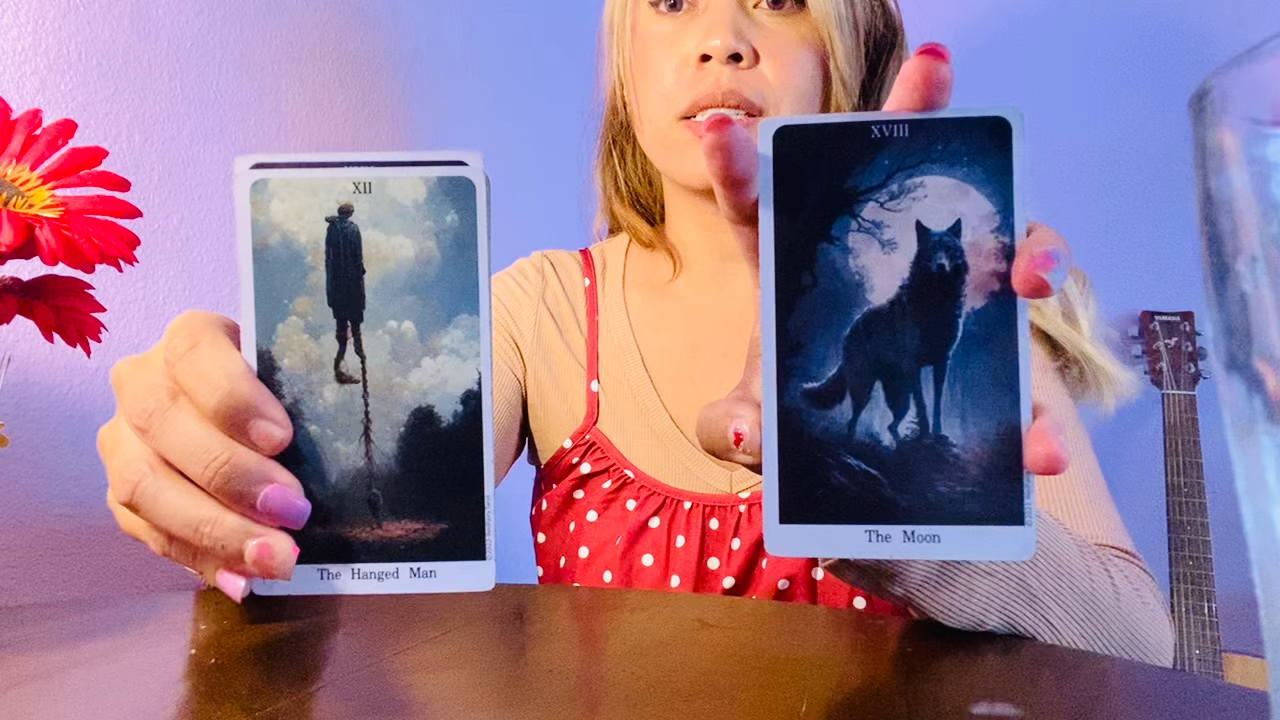 XII
The Hanged Man
XVIII
The Moon
YAMAHA